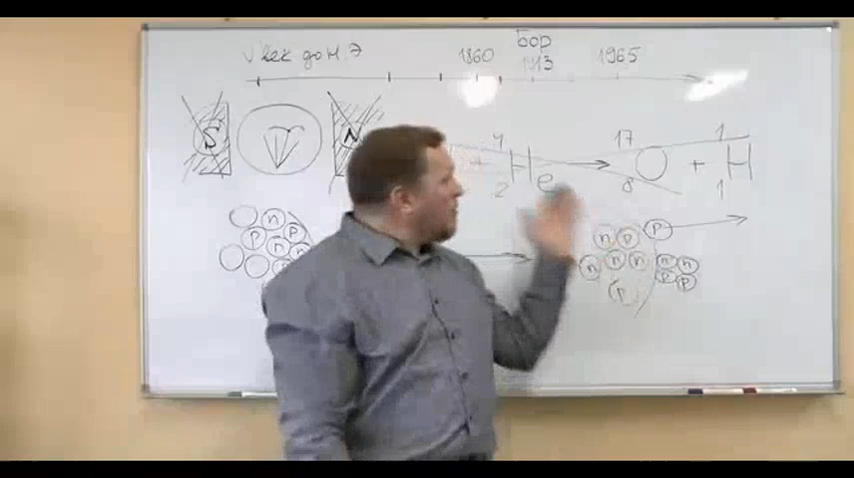 V век до н. э
1860
Бор
1913
1965
S
N
4
2
He
17
8
O
+
1
1
H
n
p
n p
p n n
n p p
n n n
n n
p p
p